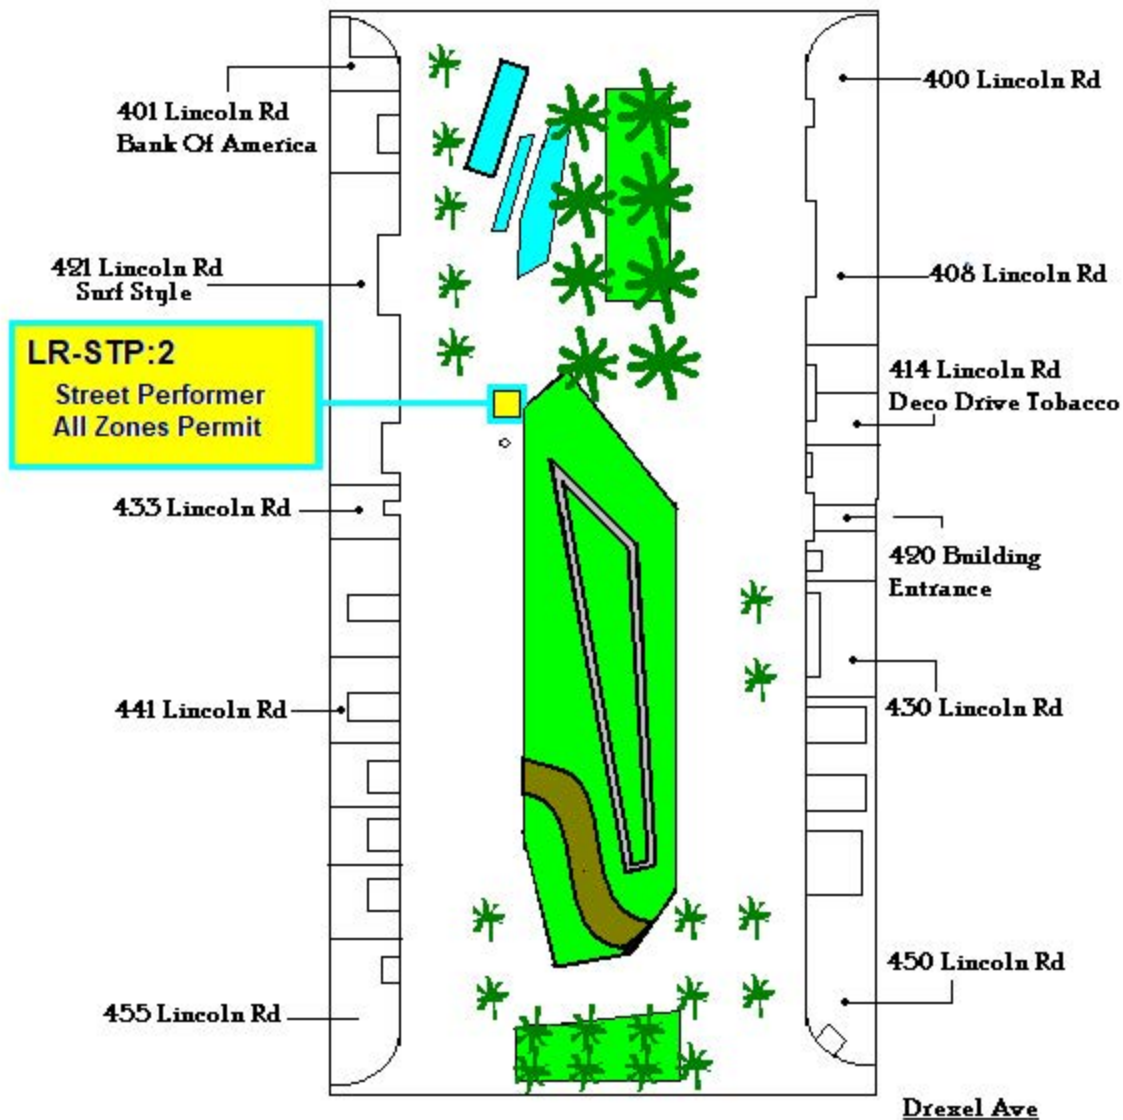 401 Lincoln Rd
Bank Of America
400 Lincoln Rd
421 Lincoln Rd
Surf Style
408 Lincoln Rd
LR-STP:2
Street Performer
All Zones Permit
414 Lincoln Rd
Deco Drive Tobacco
433 Lincoln Rd
420 Building
Entrance
441 Lincoln Rd
430 Lincoln Rd
450 Lincoln Rd
455 Lincoln Rd
Drexel Ave